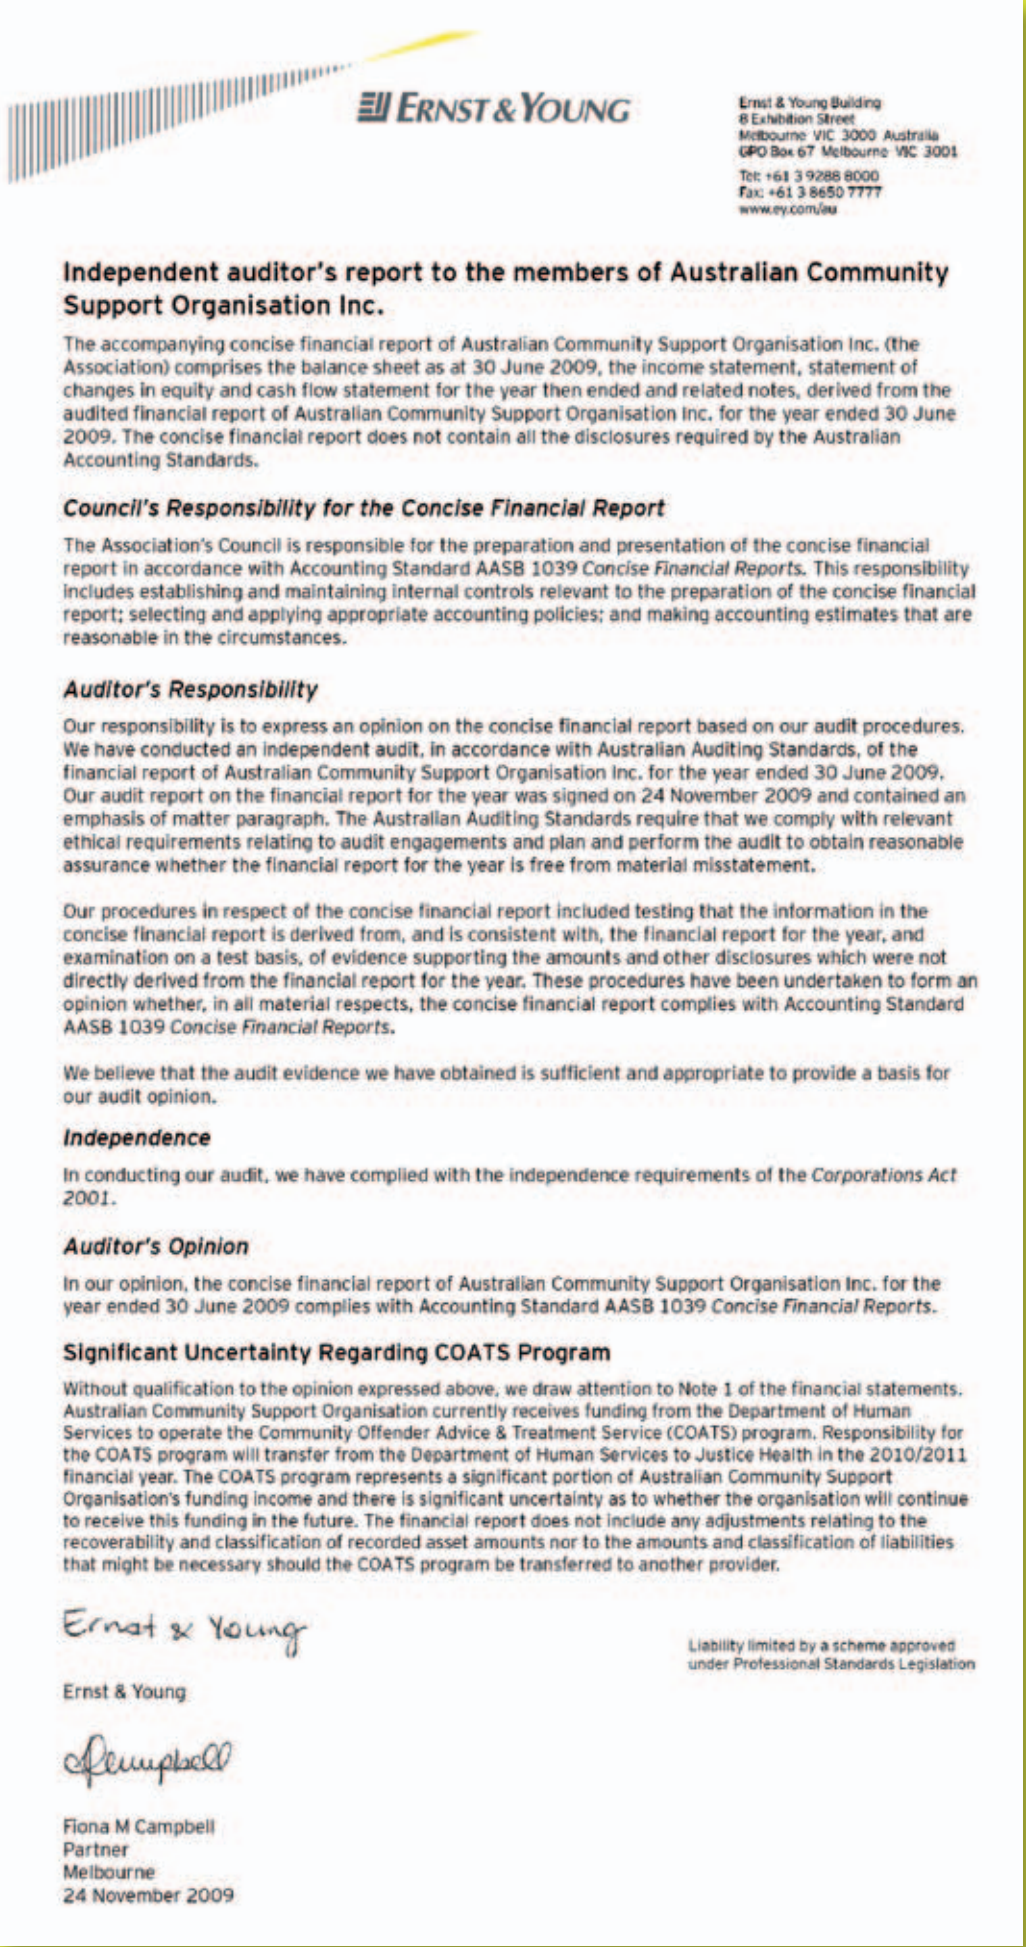 ERNST & YOUNG
Ernst & Young Building
8 Exhibition Street
Melbourne VIC 3000 Australia
GPO Box 67 Melbourne VIC 3001
Tel: +61 3 9288 8000
Fax: +61 3 8650 7777
www.ey.com/au
Independent auditor's report to the members of Australian Community
Support Organisation Inc.
The accompanying concise financial report of Australian Community Support Organisation Inc. (the
Association) comprises the balance sheet as at 30 June 2009, the income statement, statement of
changes in equity and cash flow statement for the year then ended and related notes, derived from the
audited financial report of Australian Community Support Organisation Inc. for the year ended 30 June
2009. The concise financial report does not contain all the disclosures required by the Australian
Accounting Standards.
Council's Responsibility for the Concise Financial Report
The Association's Council is responsible for the preparation and presentation of the concise financial
report in accordance with Accounting Standard AASB 1039 Concise Financial Reports. This responsibility
includes establishing and maintaining internal controls relevant to the preparation of the concise financial
report; selecting and applying appropriate accounting policies; and making accounting estimates that are
reasonable in the circumstances.
Auditor's Responsibility
Our responsibility is to express an opinion on the concise financial report based on our audit procedures.
We have conducted an independent audit, in accordance with Australian Auditing Standards, of the
financial report of Australian Community Support Organisation Inc. for the year ended 30 June 2009.
Our audit report on the financial report for the year was signed on 24 November 2009 and contained an
emphasis of matter paragraph. The Australian Auditing Standards require that we comply with relevant
ethical requirements relating to audit engagements and plan and perform the audit to obtain reasonable
assurance whether the financial report for the year is free from material misstatement.
Our procedures in respect of the concise financial report included testing that the information in the
concise financial report is derived from, and is consistent with, the financial report for the year, and
examination on a test basis, of evidence supporting the amounts and other disclosures which were not
directly derived from the financial report for the year. These procedures have been undertaken to form an
opinion whether, in all material respects, the concise financial report complies with Accounting Standard
AASB 1039 Concise Financial Reports.
We believe that the audit evidence we have obtained is sufficient and appropriate to provide a basis for
our audit opinion.
Independence
In conducting our audit, we have complied with the independence requirements of the Corporations Act
2001.
Auditor's Opinion
In our opinion, the concise financial report of Australian Community Support Organisation Inc. for the
year ended 30 June 2009 complies with Accounting Standard AASB 1039 Concise Financial Reports.
Significant Uncertainty Regarding COATS Program
Without qualification to the opinion expressed above, we draw attention to Note 1 of the financial statements.
Australian Community Support Organisation currently receives funding from the Department of Human
Services to operate the Community Offender Advice & Treatment Service (COATS) program. Responsibility for
the COATS program will transfer from the Department of Human Services to Justice Health in the 2010/2011
financial year. The COATS program represents a significant portion of Australian Community Support
Organisation's funding income and there is significant uncertainty as to whether the organisation will continue
to receive this funding in the future. The financial report does not include any adjustments relating to the
recoverability and classification of recorded asset amounts nor to the amounts and classification of liabilities
that might be necessary should the COATS program be transferred to another provider.
Ernst & Young
Liability limited by a scheme approved
under Professional Standards Legislation
Ernst & Young
Campbell
Fiona M Campbell
Partner
Melbourne
24 November 2009